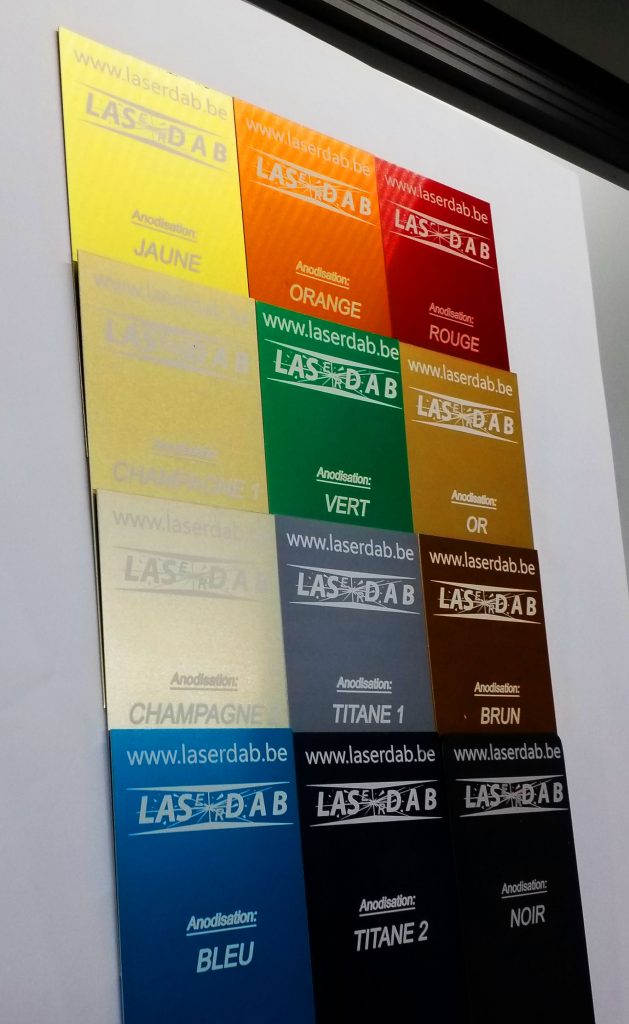 www.laserdab.be
LASERDAB
Anodisation:
JAUNE
www.laserdab.be
LASERDAB
Anodisation:
ORANGE
www.laserdab.be
LASERDAB
Anodisation:
ROUGE
www.laserdab.be
LASERDAB
Anodisation:
CHAMPAGNE 1
www.laserdab.be
LASERDAB
Anodisation:
VERT
www.laserdab.be
LASERDAB
Anodisation:
OR
www.laserdab.be
LASERDAB
Anodisation:
CHAMPAGNE
www.laserdab.be
LASERDAB
Anodisation:
TITANE 1
www.laserdab.be
LASERDAB
Anodisation:
BRUN
www.laserdab.be
LASERDAB
Anodisation:
BLEU
www.laserdab.be
LASERDAB
Anodisation:
TITANE 2
www.laserdab.be
LASERDAB
Anodisation:
NOIR